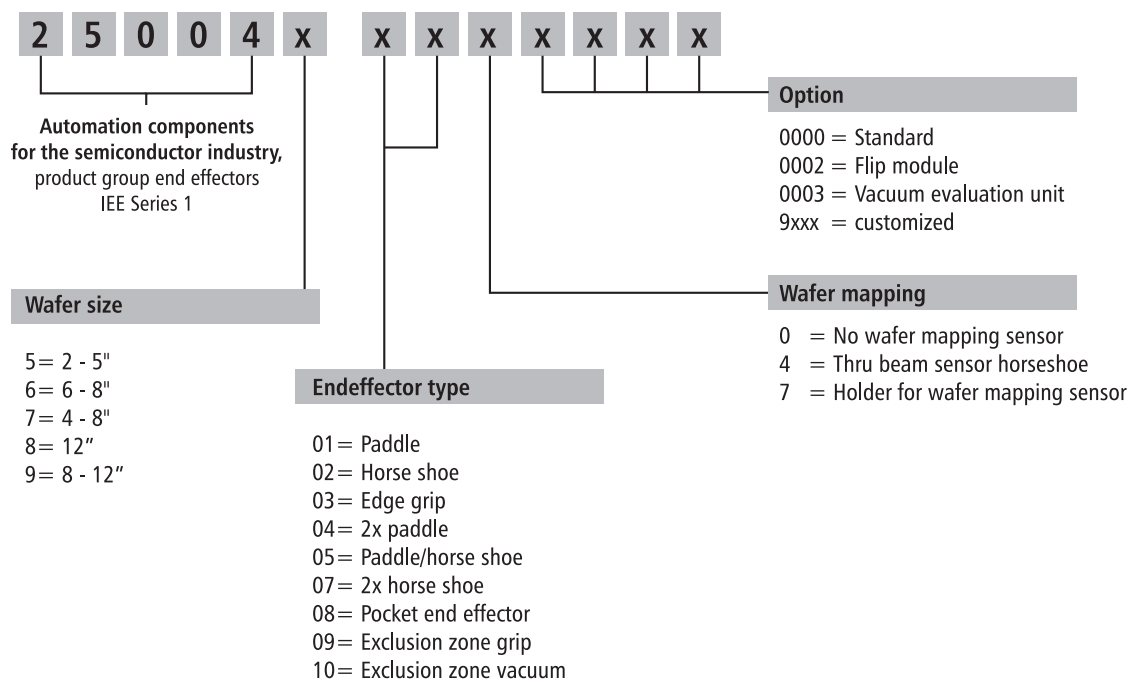 2 5 0 0 4 x x x x x x x x
Automation components
for the semiconductor industry,
product group end effectors
IEE Series 1
Option
0000 = Standard
0002 = Flip module
0003 = Vacuum evaluation unit
9xxx = customized
Wafer size
5= 2 - 5"
6= 6 - 8"
7= 4 - 8"
8= 12”
9= 8 - 12”
Endeffector type
01= Paddle
02= Horse shoe
03= Edge grip
04= 2x paddle
05= Paddle/horse shoe
07= 2x horse shoe
08= Pocket end effector
09= Exclusion zone grip
10= Exclusion zone vacuum
Wafer mapping
0 = No wafer mapping sensor
4 = Thru beam sensor horseshoe
7 = Holder for wafer mapping sensor